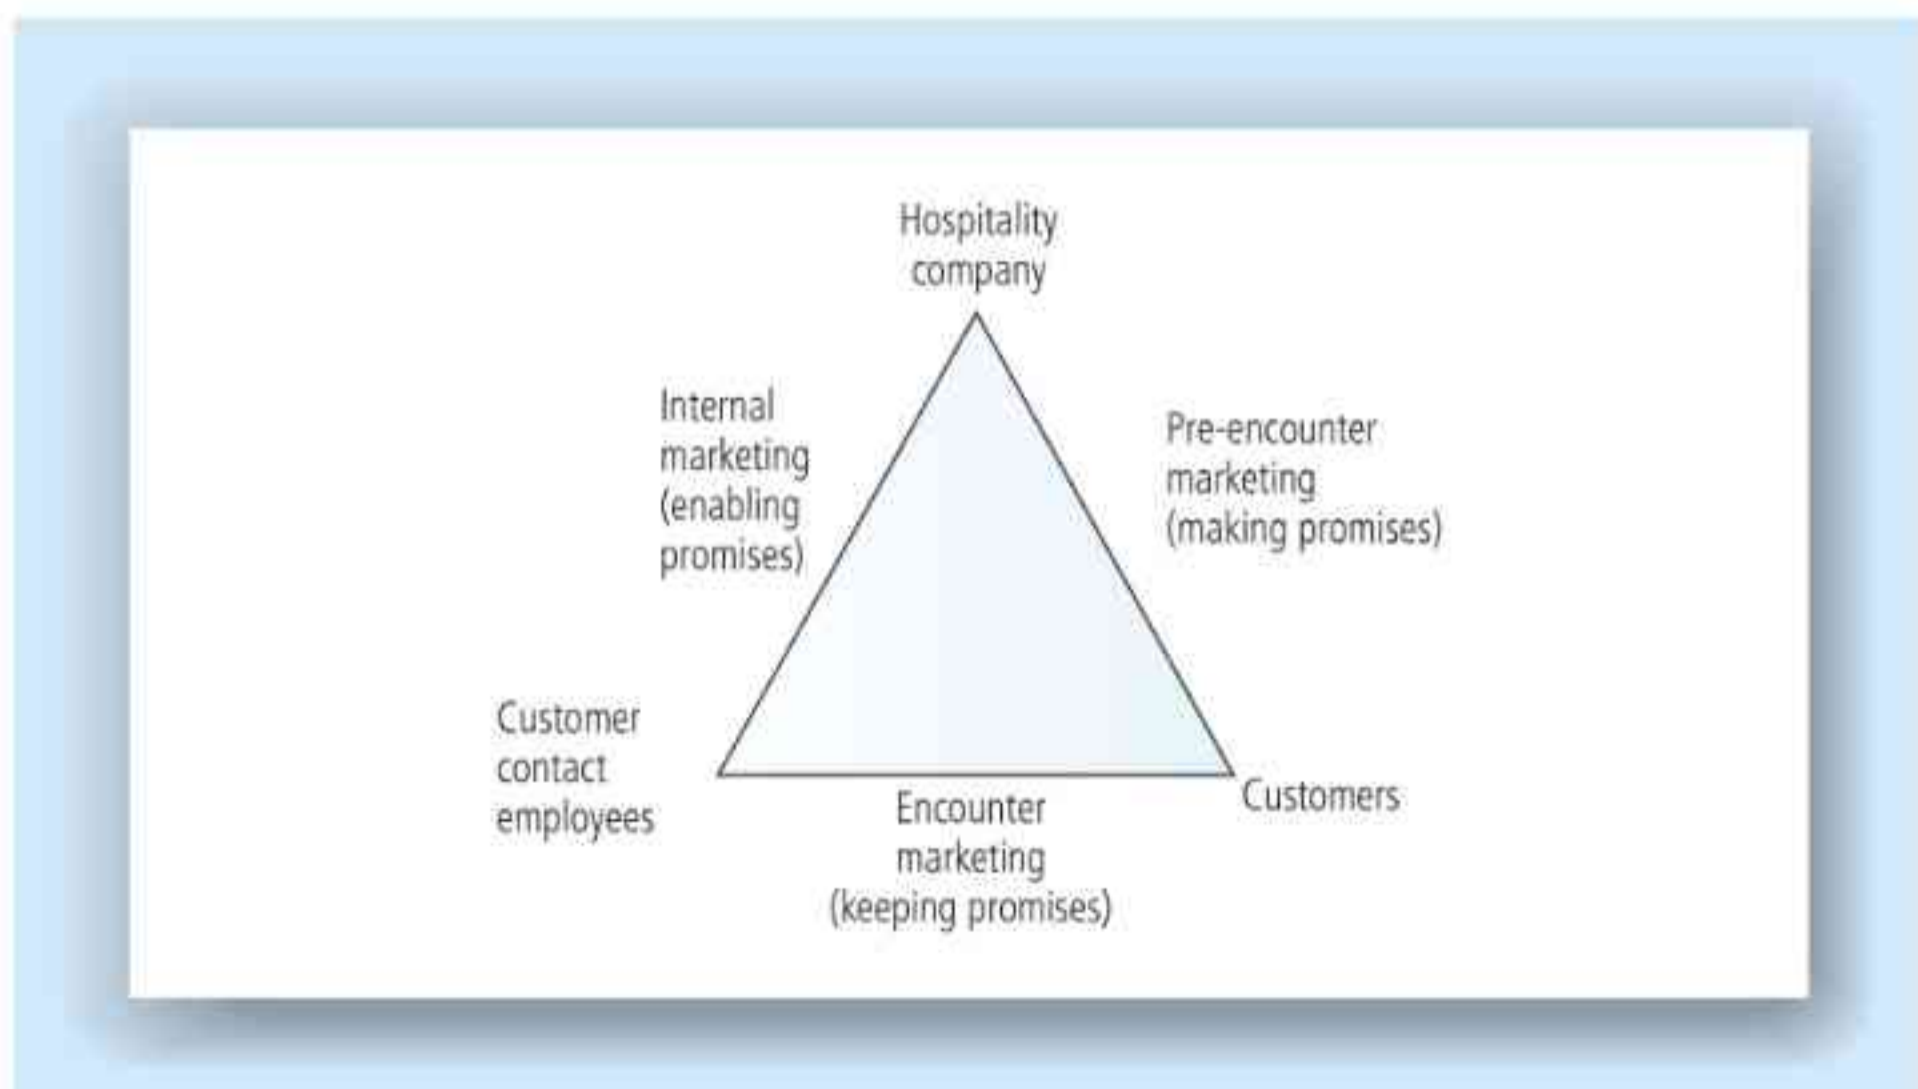 Hospitality
company
Internal
marketing
(enabling
promises)
Pre-encounter
marketing
(making promises)
Customer
contact
employees
Encounter
marketing
(keeping promises)
Customers